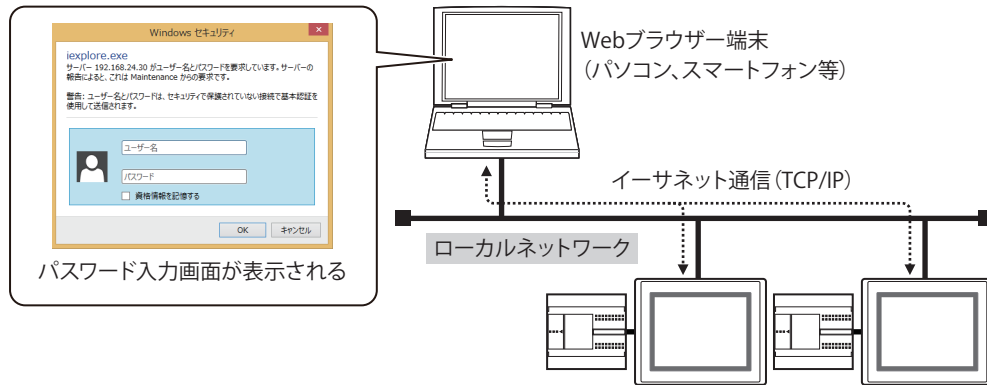 Windows セキュリティ
iexplore.exe
サーバー 192.168.24.30 がユーザー名とパスワードを要求しています。サーバーの
報告によると、これは Maintenance からの要求です。
警告: ユーザー名とパスワードは、セキュリティで保護されていない接続で基本認証を
使用して送信されます。
ユーザー名
パスワード
資格情報を記憶する
OK
キャンセル
パスワード入力画面が表示される
Webブラウザー端末
（パソコン、スマートフォン等）
イーサネット通信（TCP/IP）
ローカルネットワーク